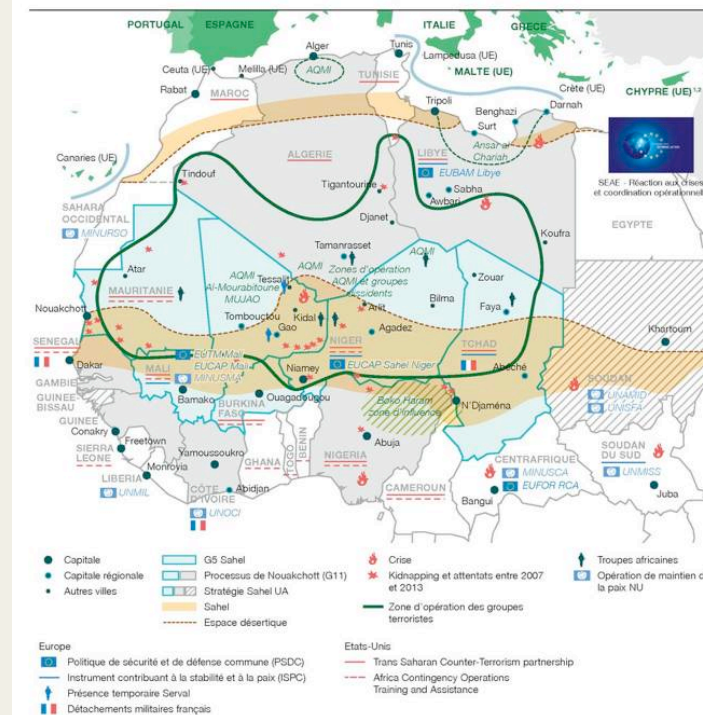 PORTUGAL
ESPAGNE
ITALIE
GRÈCE
Alger
Tunis
Lampedusa (UE)
Ceuta (UE)
Melilla (UE)
AQMI
TUNISIE
MALTE (UE)
Crète (UE)
CHYPRE (UE) 1,2
Rabat
MAROC
Tripoli
Benghazi
Darnah
Surt
Ansar al
Chariah
Canaries (UE)
ALGERIE
LIBYE
EUBAM Libye
SEAE - Réaction aux crises
et coordination opérationnelle
Tindouf
Tigantourine
Sabha
Awbari
SAHARA
OCCIDENTAL
MINURSO
Djanet
Koufra
EGYPTE
Tamanrasset
AQMI
Atar
AQMI
Al-Mourabitoune
MUJAO
AQMI
Zones d'opération
AQMI et groupes
dissidents
Zouar
MAURITANIE
Tessalit
Arlit
Bilma
Faya
Nouakchott
Tombouctou
Kidal
Gao
Agadez
Khartoum
SENEGAL
NIGER
TCHAD
Dakar
MALI
EUTM Mali
EUCAP Mali
MINUSMA
Niamey
EUCAP Sahel Niger
Abéché
GAMBIE
GUINEE
BISSAU
Bamako
Ouagadougou
BURKINA
FASO
Boko Haram
zone d'influence
N'Djaména
SOUDAN
UNAMID
UNISFA
GUINEE
Conakry
Freetown
SIERRA
LEONE
Yamoussoukro
GHANA
TOGO
BENIN
NIGERIA
Abuja
CENTRAFRIQUE
MINUSCA
EUFOR RCA
SOUDAN
DU SUD
UNMISS
Monrovia
LIBERIA
UNMIL
CÔTE
D'IVOIRE
UNOCI
Abidjan
CAMEROUN
Bangui
Juba
Capitale
Capitale régionale
Autres villes
G5 Sahel
Processus de Nouakchott (G11)
Stratégie Sahel UA
Sahel
Espace désertique
Crise
Kidnapping et attentats entre 2007
et 2013
Zone d'opération des groupes
terroristes
Troupes africaines
Opération de maintien de
la paix NU
Europe
Politique de sécurité et de défense commune (PSDC)
Instrument contribuant à la stabilité et à la paix (ISPC)
Présence temporaire Serval
Détachements militaires français
Etats-Unis
Trans Saharan Counter-Terrorism partnership
Africa Contingency Operations
Training and Assistance